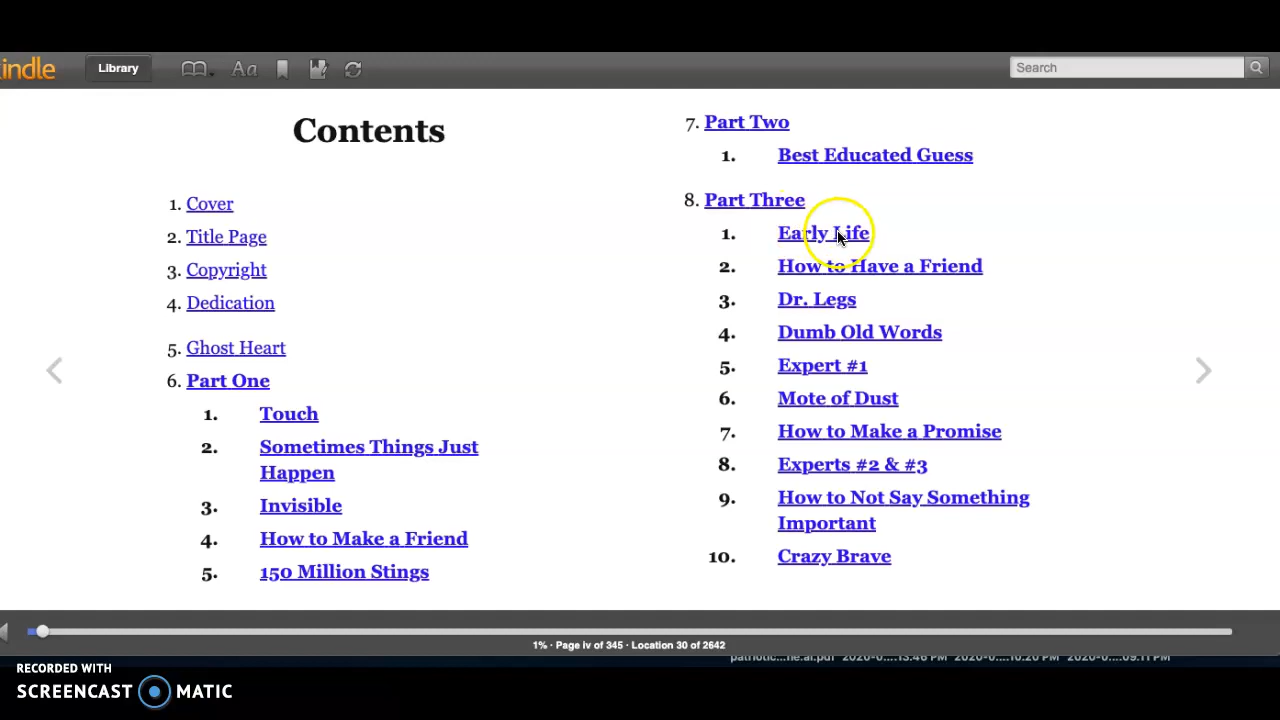 indle
Library
Aa
Search
Contents
1. Cover
2. Title Page
3. Copyright
4. Dedication
5. Ghost Heart
6. Part One
1. Touch
2. Sometimes Things Just
Happen
3. Invisible
4. How to Make a Friend
5. 150 Million Stings
7. Part Two
1. Best Educated Guess
8. Part Three
1. Early Life
2. How to Have a Friend
3. Dr. Legs
4. Dumb Old Words
5. Expert #1
6. Mote of Dust
7. How to Make a Promise
8. Experts #2 & #3
9. How to Not Say Something
Important
10. Crazy Brave
1% · Page iv of 345 · Location 30 of 2642
RECORDED WITH
SCREENCAST MATIC